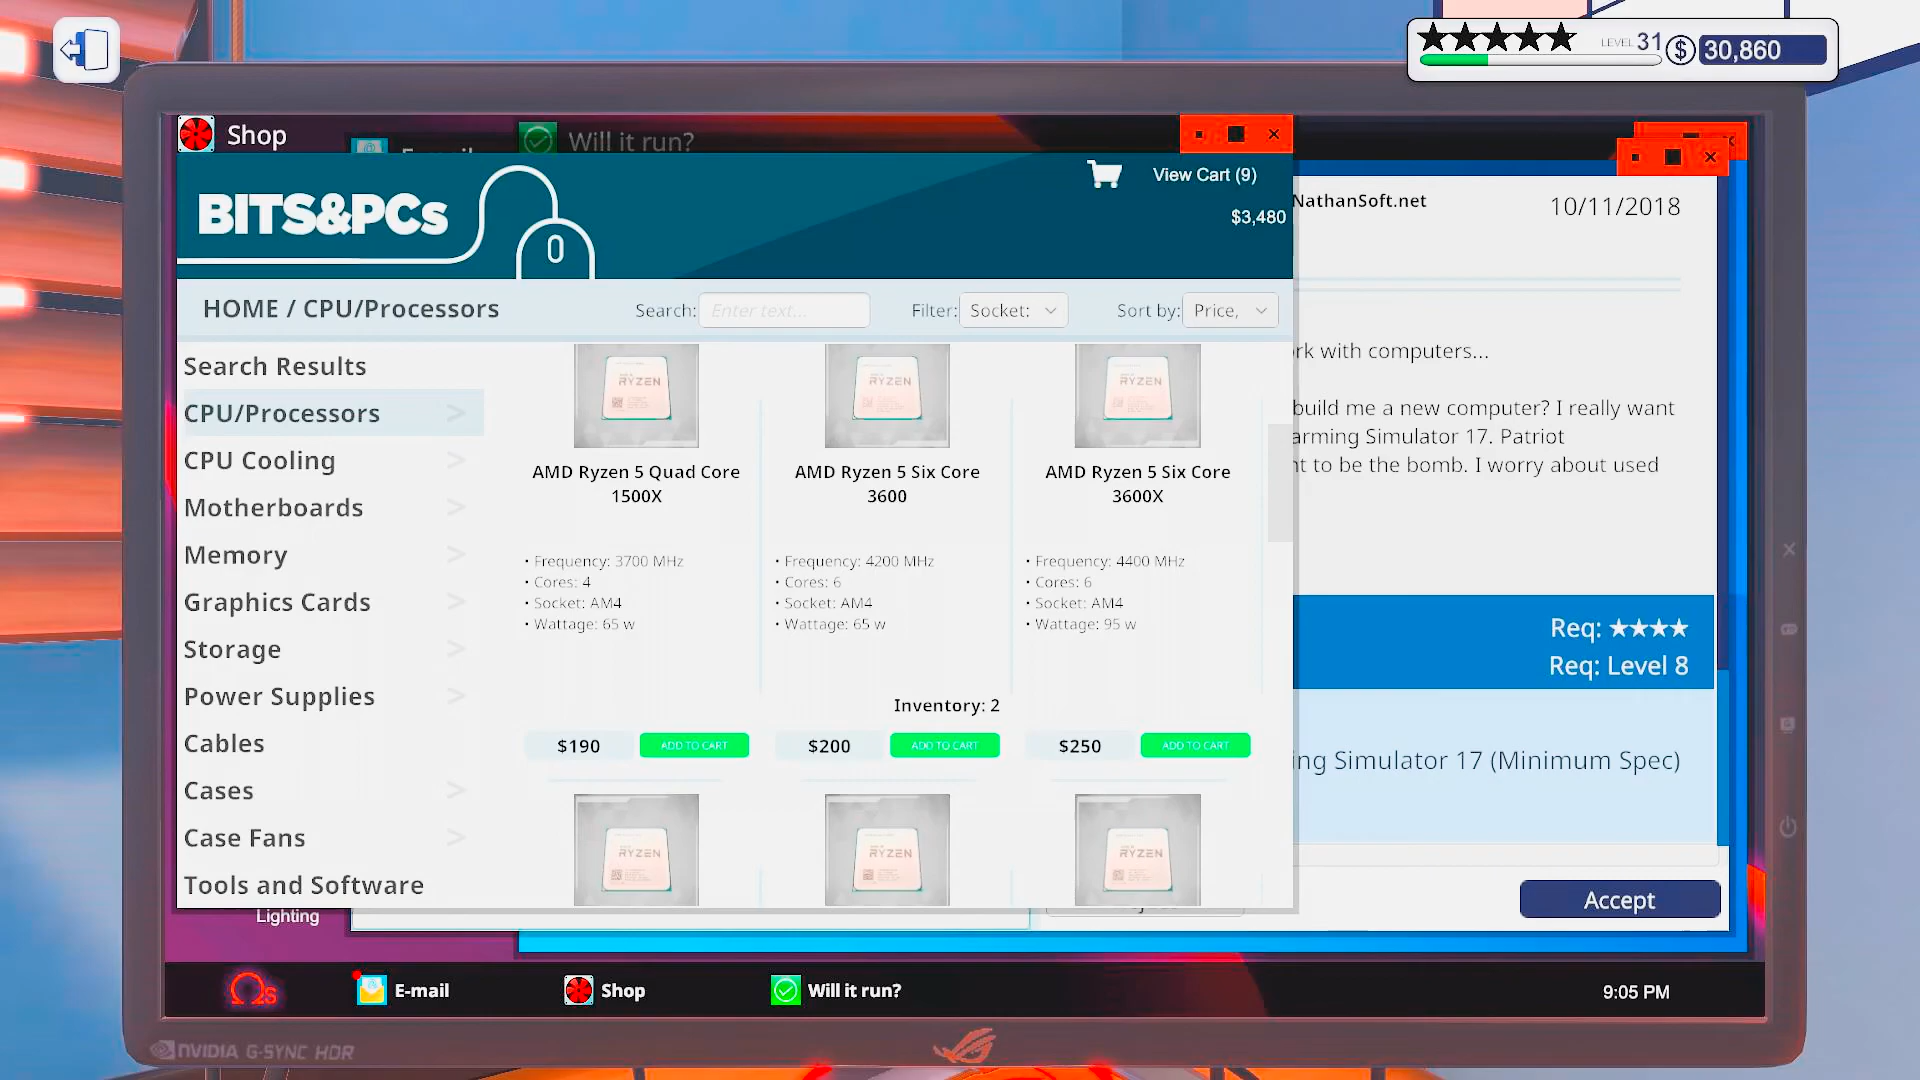 LEVEL 31
$ 30,860
Shop
Will it run?
BITS&PCs
View Cart (9)
$3,480
NathanSoft.net
10/11/2018
HOME / CPU/Processors
Search: Enter text...
Filter: Socket:
Sort by: Price,
Search Results
CPU/Processors >
CPU Cooling >
Motherboards >
Memory >
Graphics Cards >
Storage >
Power Supplies >
Cables
Cases >
Case Fans >
Tools and Software
Lighting
RYZEN
RYZEN
RYZEN
AMD Ryzen 5 Quad Core
1500X
• Frequency: 3700 MHz
• Cores: 4
• Socket: AM4
• Wattage: 65 w
$190
ADD TO CART
AMD Ryzen 5 Six Core
3600
• Frequency: 4200 MHz
• Cores: 6
• Socket: AM4
• Wattage: 65 w
Inventory: 2
$200
ADD TO CART
AMD Ryzen 5 Six Core
3600X
• Frequency: 4400 MHz
• Cores: 6
• Socket: AM4
• Wattage: 95 w
$250
ADD TO CART
RYZEN
RYZEN
RYZEN
rk with computers...
build me a new computer? I really want
arming Simulator 17. Patriot
nt to be the bomb. I worry about used
Req: ★★★★
Req: Level 8
ing Simulator 17 (Minimum Spec)
Accept
Ωs
E-mail
Shop
Will it run?
9:05 PM
NVIDIA G-SYNC HDR